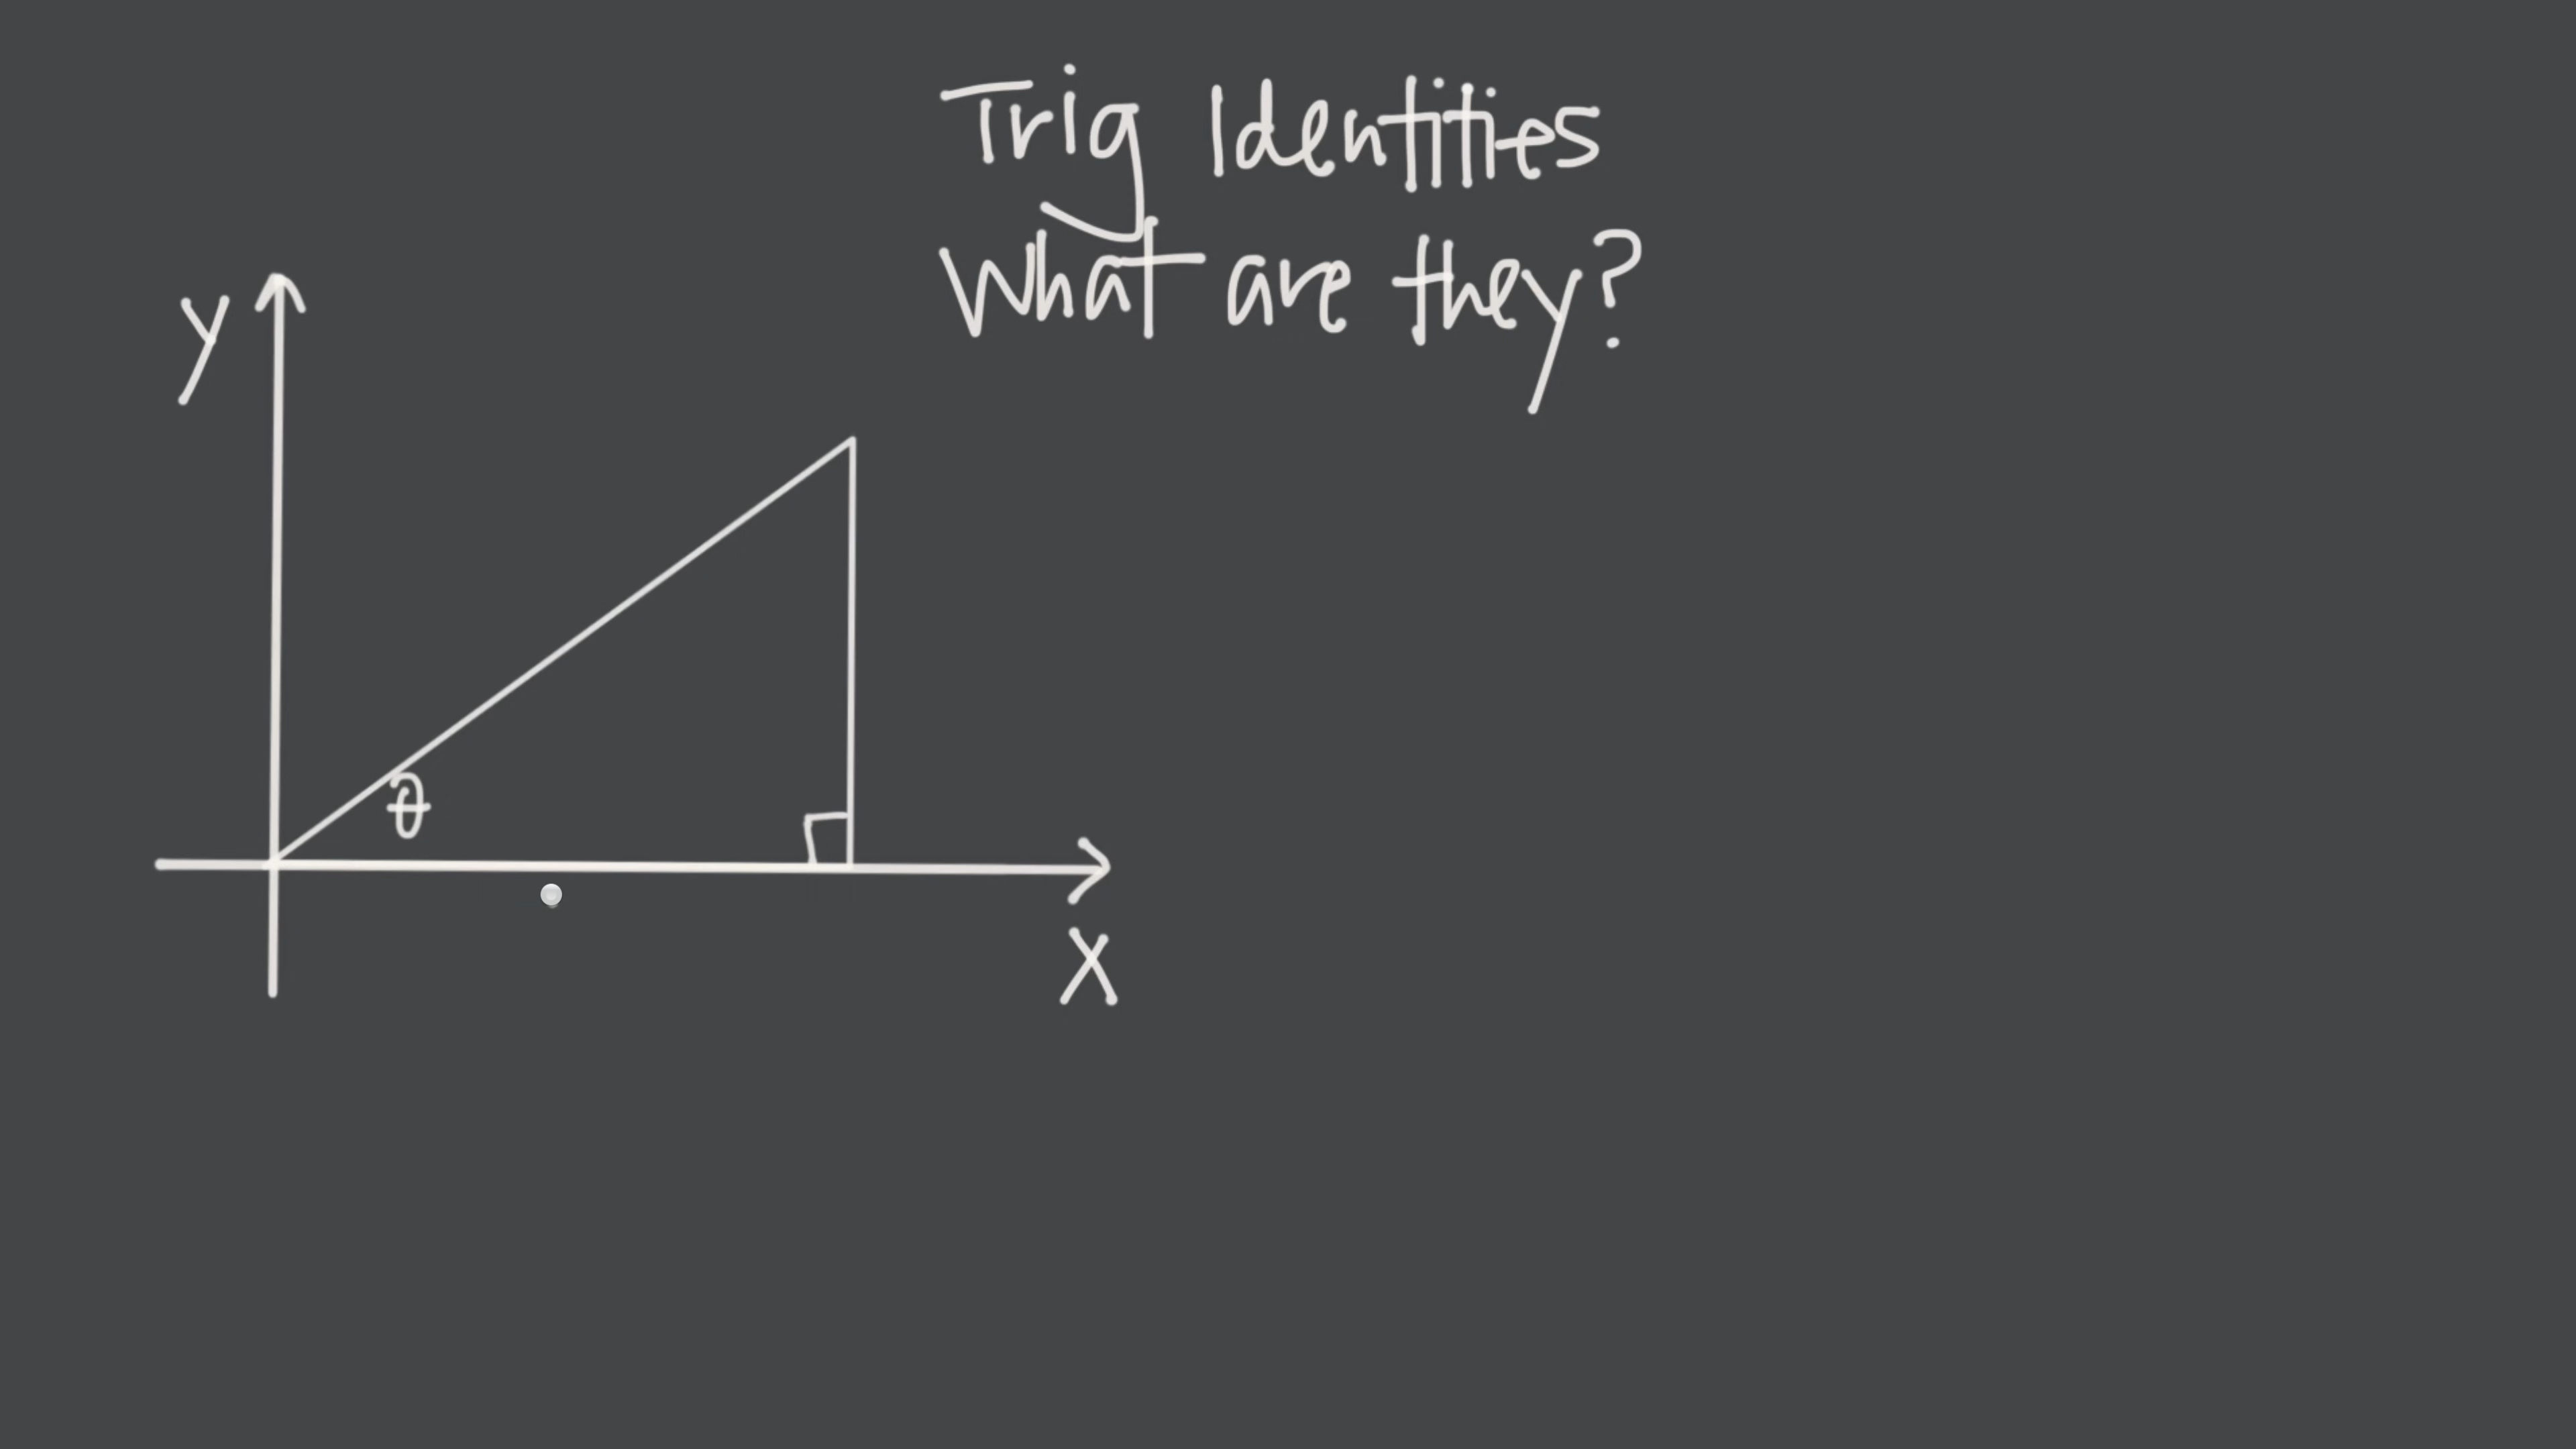 Trig Identities
What are they?
y
θ
x